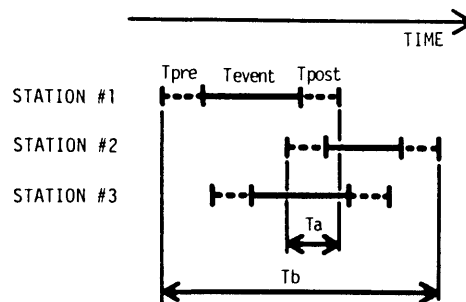 TIME
Tpre Tevent Tpost
STATION #1
STATION #2
STATION #3
Ta
Tb